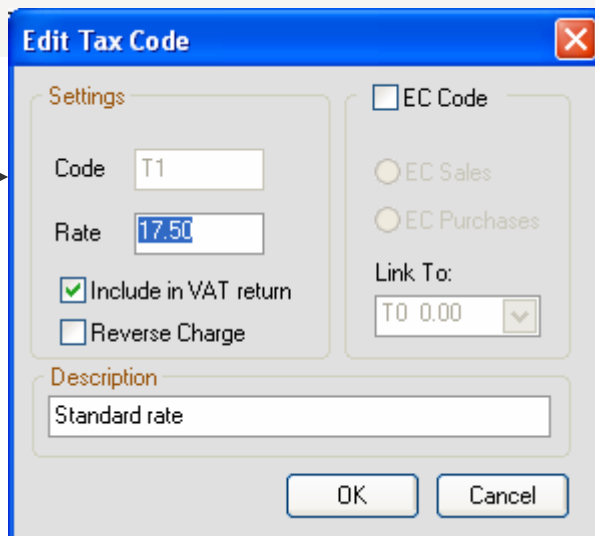 Edit Tax Code
Settings
Code T1
Rate 17.50
Include in VAT return
Reverse Charge
EC Code
EC Sales
EC Purchases
Link To:
T0 0.00
Description
Standard rate
OK Cancel